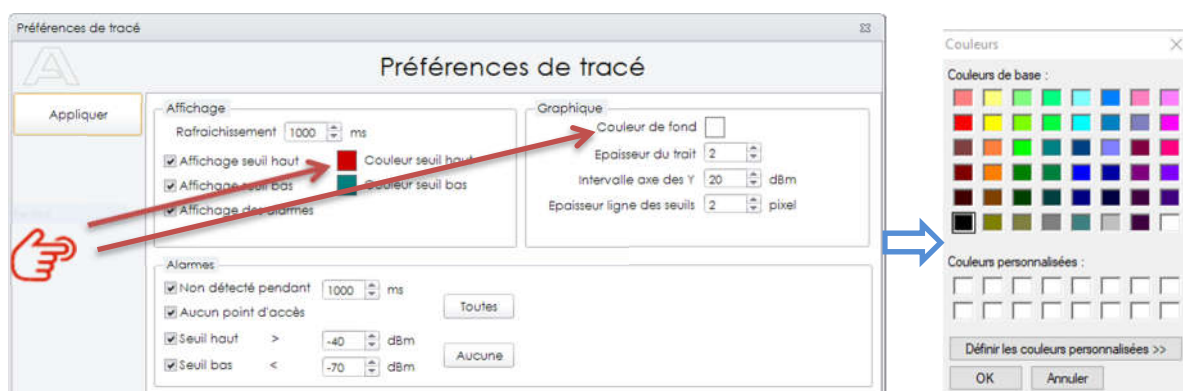 Préférences de tracé
Préférences de tracé
Appliquer
Affichage
Rafraichissement 1000 ms
Affichage seuil haut Couleur seuil haut
Affichage seuil bas Couleur seuil bas
Affichage des alarmes
Graphique
Couleur de fond
Epaisseur du trait 2
Intervalle axe des Y 20 dBm
Epaisseur ligne des seuils 2 pixel
Alarmes
Non détecté pendant 1000 ms
Aucun point d'accès
Seuil haut > -40 dBm
Seuil bas < -70 dBm
Toutes
Aucune
Couleurs
Couleurs de base :
Couleurs personnalisées :
Définir les couleurs personnalisées >>
OK Annuler